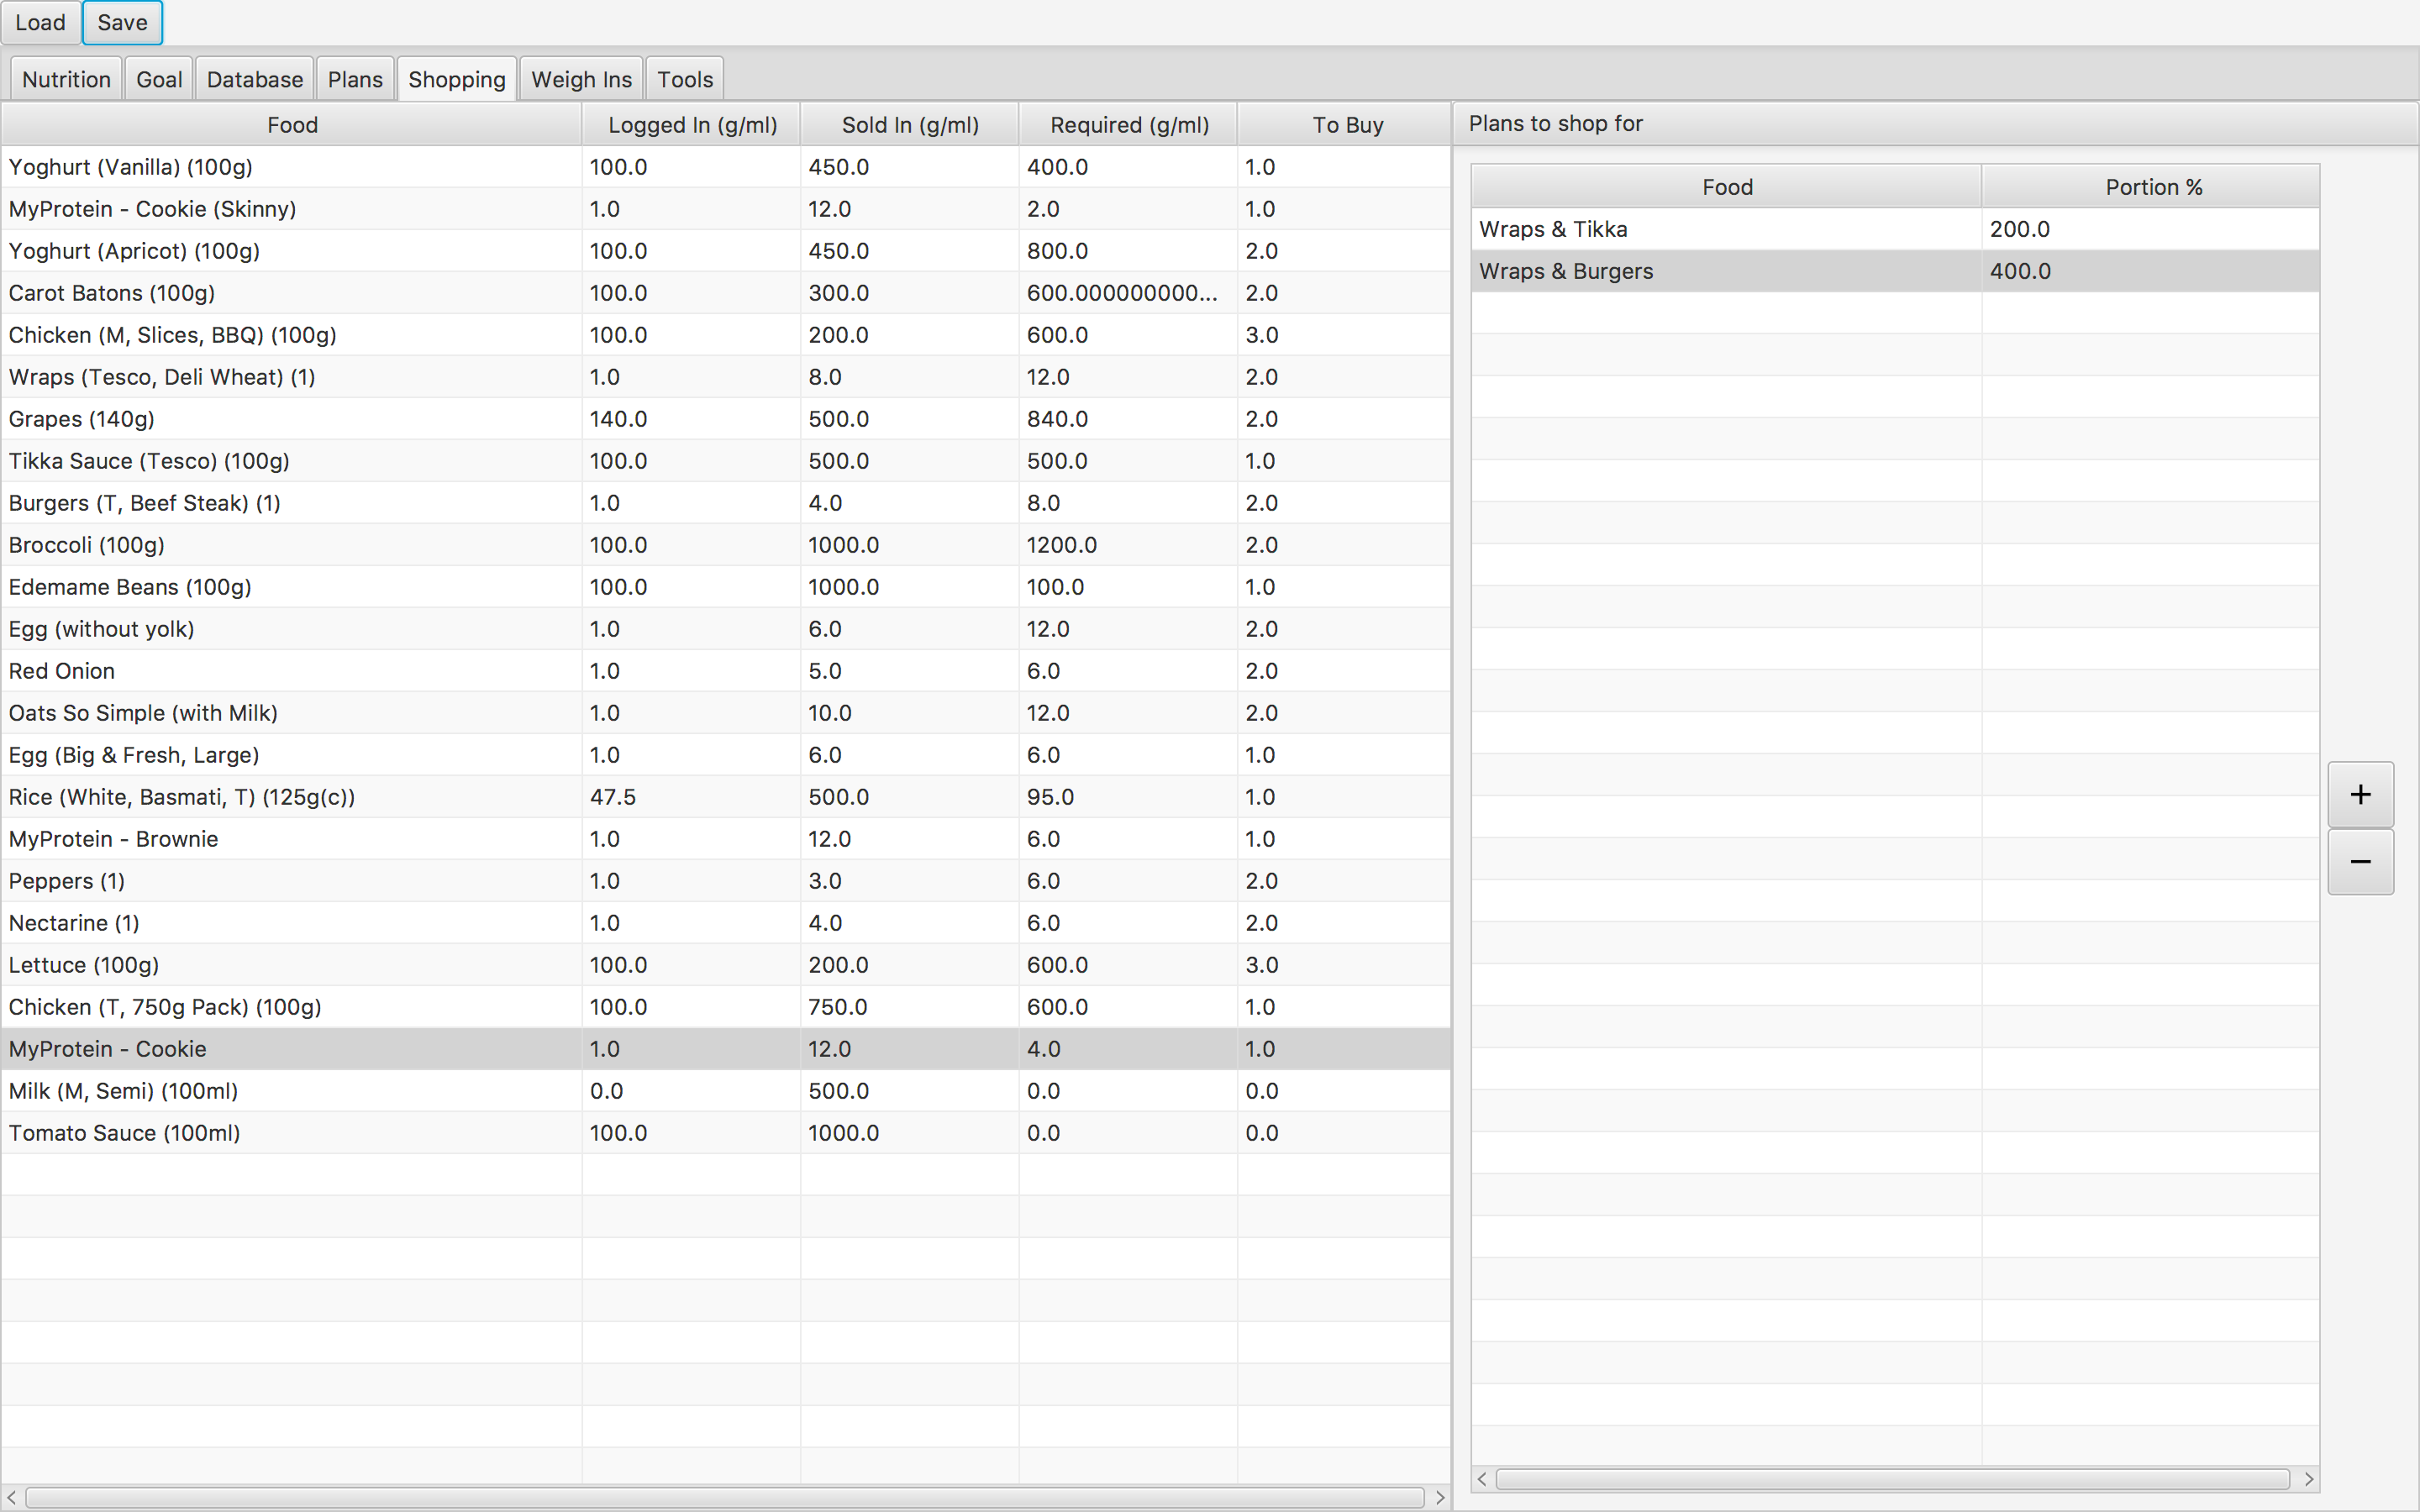 Load Save
Nutrition Goal Database Plans Shopping Weigh Ins Tools
Food Logged In (g/ml) Sold In (g/ml) Required (g/ml) To Buy
Yoghurt (Vanilla) (100g) 100.0 450.0 400.0 1.0
MyProtein - Cookie (Skinny) 1.0 12.0 2.0 1.0
Yoghurt (Apricot) (100g) 100.0 450.0 800.0 2.0
Carot Batons (100g) 100.0 300.0 600.000000000... 2.0
Chicken (M, Slices, BBQ) (100g) 100.0 200.0 600.0 3.0
Wraps (Tesco, Deli Wheat) (1) 1.0 8.0 12.0 2.0
Grapes (140g) 140.0 500.0 840.0 2.0
Tikka Sauce (Tesco) (100g) 100.0 500.0 500.0 1.0
Burgers (T, Beef Steak) (1) 1.0 4.0 8.0 2.0
Broccoli (100g) 100.0 1000.0 1200.0 2.0
Edemame Beans (100g) 100.0 1000.0 100.0 1.0
Egg (without yolk) 1.0 6.0 12.0 2.0
Red Onion 1.0 5.0 6.0 2.0
Oats So Simple (with Milk) 1.0 10.0 12.0 2.0
Egg (Big & Fresh, Large) 1.0 6.0 6.0 1.0
Rice (White, Basmati, T) (125g(c)) 47.5 500.0 95.0 1.0
MyProtein - Brownie 1.0 12.0 6.0 1.0
Peppers (1) 1.0 3.0 6.0 2.0
Nectarine (1) 1.0 4.0 6.0 2.0
Lettuce (100g) 100.0 200.0 600.0 3.0
Chicken (T, 750g Pack) (100g) 100.0 750.0 600.0 1.0
MyProtein - Cookie 1.0 12.0 4.0 1.0
Milk (M, Semi) (100ml) 0.0 500.0 0.0 0.0
Tomato Sauce (100ml) 100.0 1000.0 0.0 0.0
Plans to shop for
Food Portion %
Wraps & Tikka 200.0
Wraps & Burgers 400.0
+
−